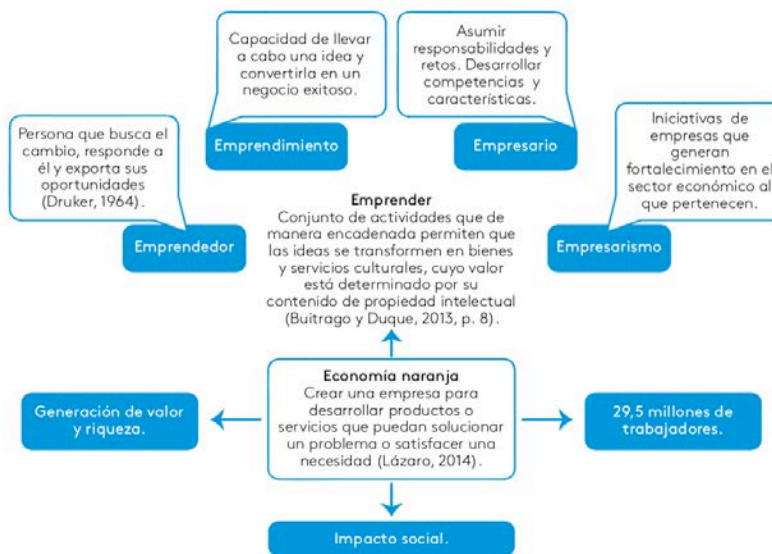 Capacidad de llevar
a cabo una idea y
convertirla en un
negocio exitoso.
Asumir
responsabilidades y
retos. Desarrollar
competencias y
características.
Persona que busca el
cambio, responde a
él y exporta sus
oportunidades
(Druker, 1964).
Emprendimiento
Empresario
Iniciativas de
empresas que
generan
fortalecimiento en el
sector económico al
que pertenecen.
Emprendedor
Empresarismo
Emprender
Conjunto de actividades que de
manera encadenada permiten que
las ideas se transformen en bienes
y servicios culturales, cuyo valor
está determinado por su
contenido de propiedad intelectual
(Buitrago y Duque, 2013, p. 8).
Economía naranja
Crear una empresa para
desarrollar productos o
servicios que puedan solucionar
un problema o satisfacer una
necesidad (Lázaro, 2014).
Generación de valor
y riqueza.
29,5 millones de
trabajadores.
Impacto social.